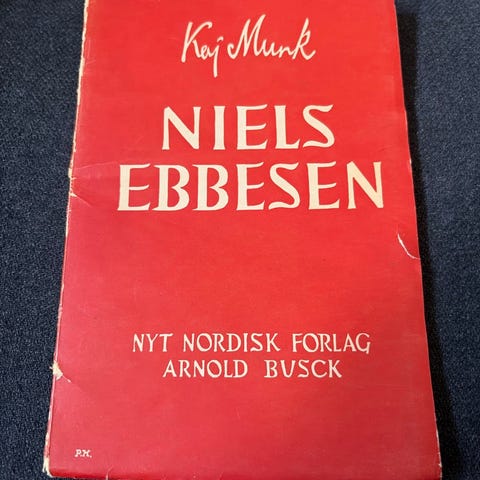 Kaj Munk
NIELS
EBBESEN
NYT NORDISK FORLAG
ARNOLD BUSCK
P.H.